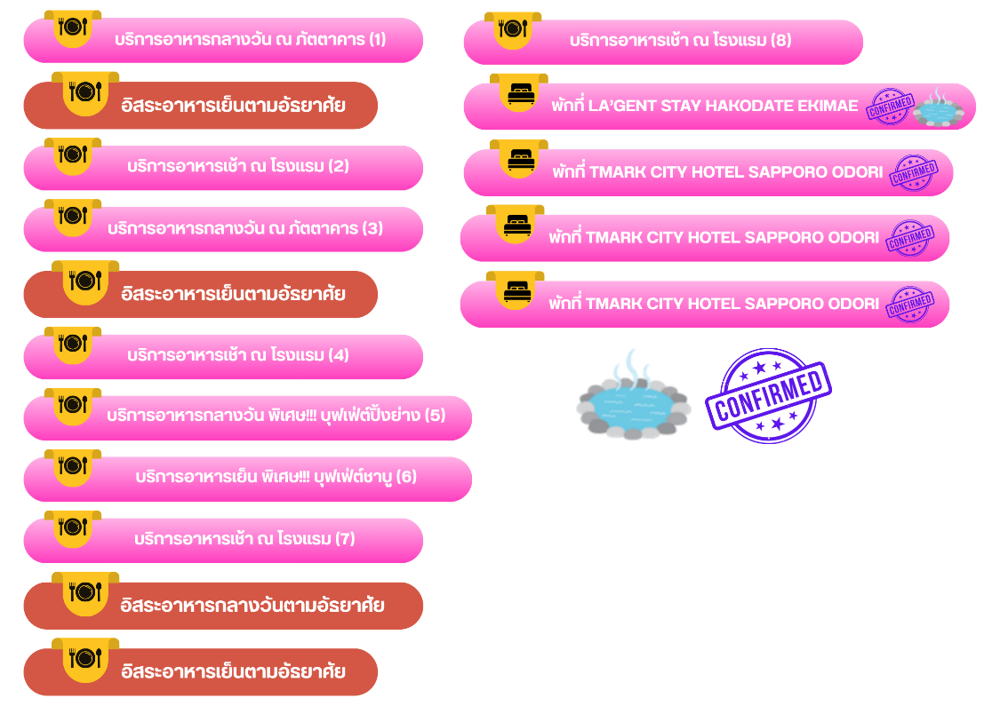 บริการอาหารกลางวัน ณ ภัตตาคาร (1)
อิสระอาหารเย็นตามอัธยาศัย
บริการอาหารเช้า ณ โรงแรม (2)
บริการอาหารกลางวัน ณ ภัตตาคาร (3)
อิสระอาหารเย็นตามอัธยาศัย
บริการอาหารเช้า ณ โรงแรม (4)
บริการอาหารกลางวัน พิเศษ!!! บุฟเฟ่ต์ปิ้งย่าง (5)
บริการอาหารเย็น พิเศษ!!! บุฟเฟ่ต์ชาบู (6)
บริการอาหารเช้า ณ โรงแรม (7)
อิสระอาหารกลางวันตามอัธยาศัย
อิสระอาหารเย็นตามอัธยาศัย
บริการอาหารเช้า ณ โรงแรม (8)
พักที่ LA’GENT STAY HAKODATE EKIMAE CONFIRMED
พักที่ TMARK CITY HOTEL SAPPORO ODORI CONFIRMED
พักที่ TMARK CITY HOTEL SAPPORO ODORI CONFIRMED
พักที่ TMARK CITY HOTEL SAPPORO ODORI CONFIRMED
CONFIRMED